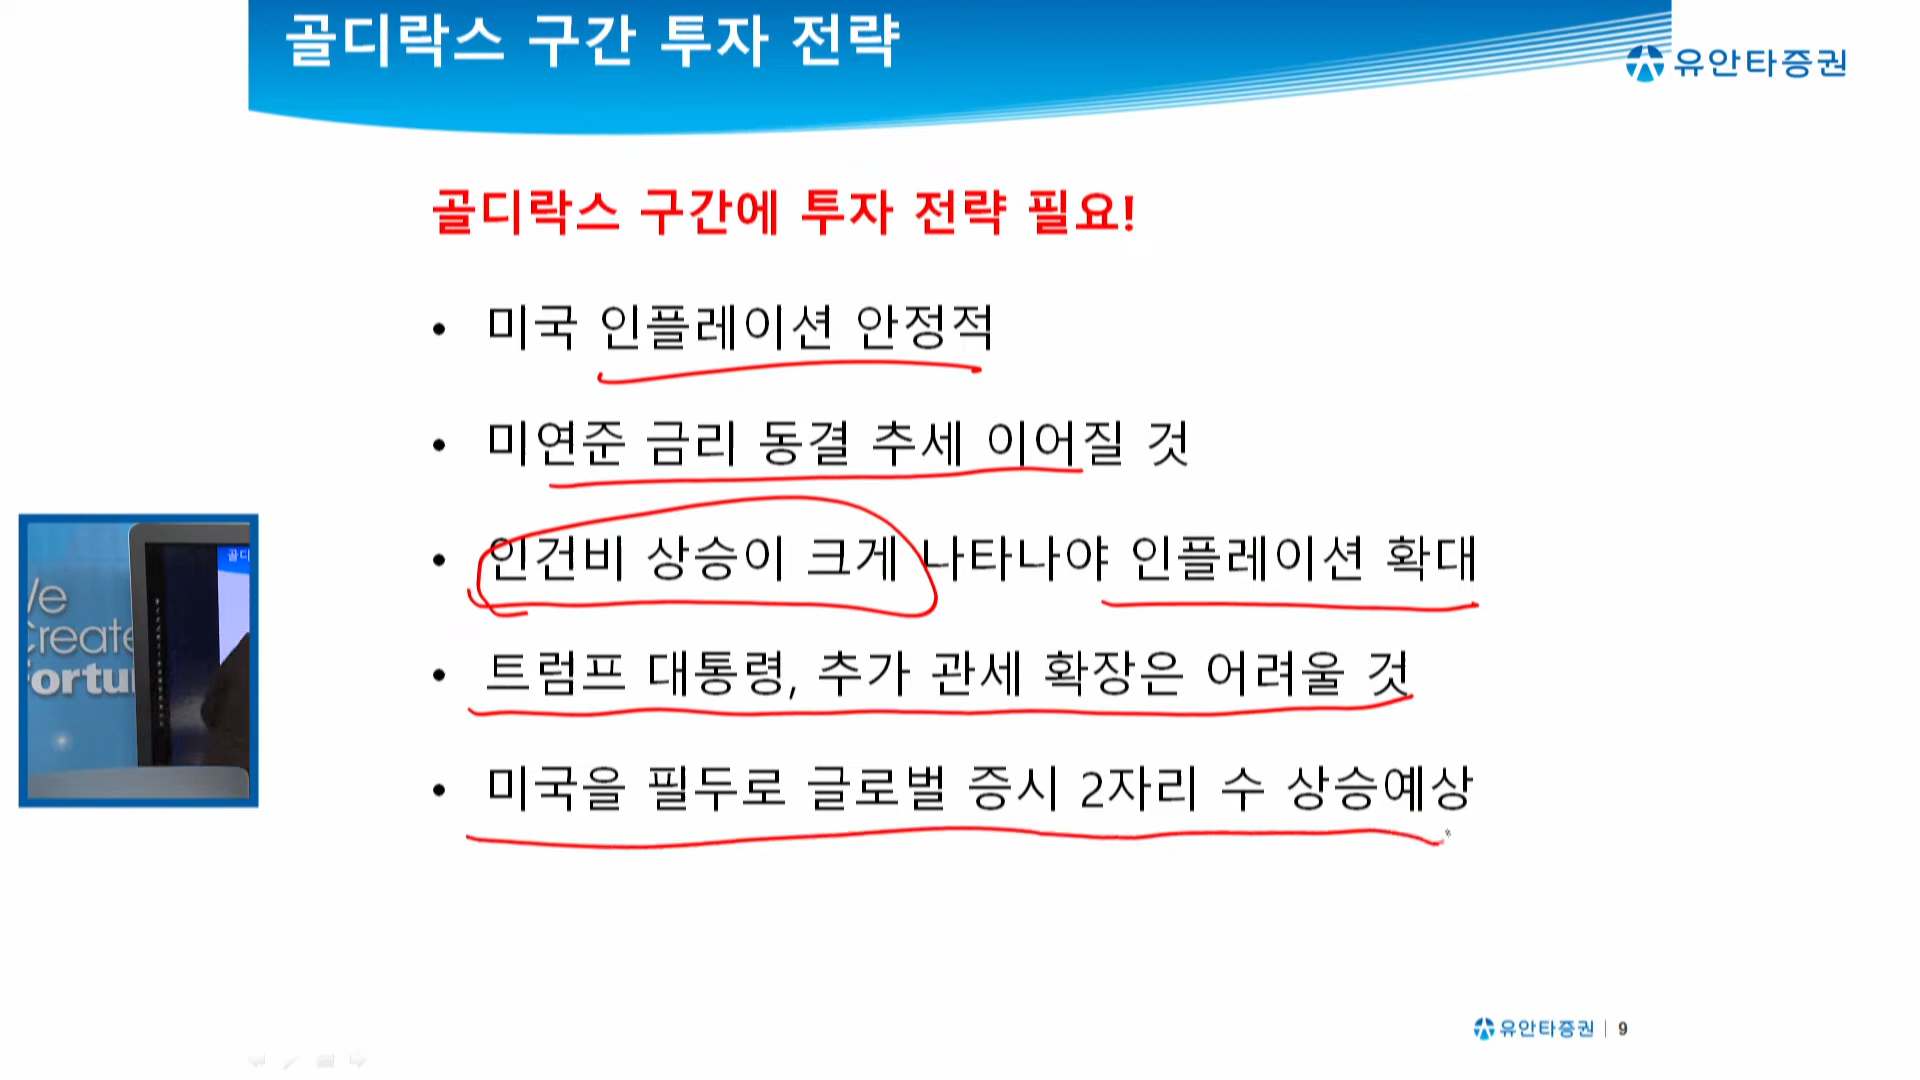 골디락스 구간 투자 전략
유안타증권
골디락스 구간에 투자 전략 필요!
• 미국 인플레이션 안정적
• 미연준 금리 동결 추세 이어질 것
• 인건비 상승이 크게 나타나야 인플레이션 확대
• 트럼프 대통령, 추가 관세 확장은 어려울 것
• 미국을 필두로 글로벌 증시 2자리 수 상승예상
골디
Create
유안타증권 | 9